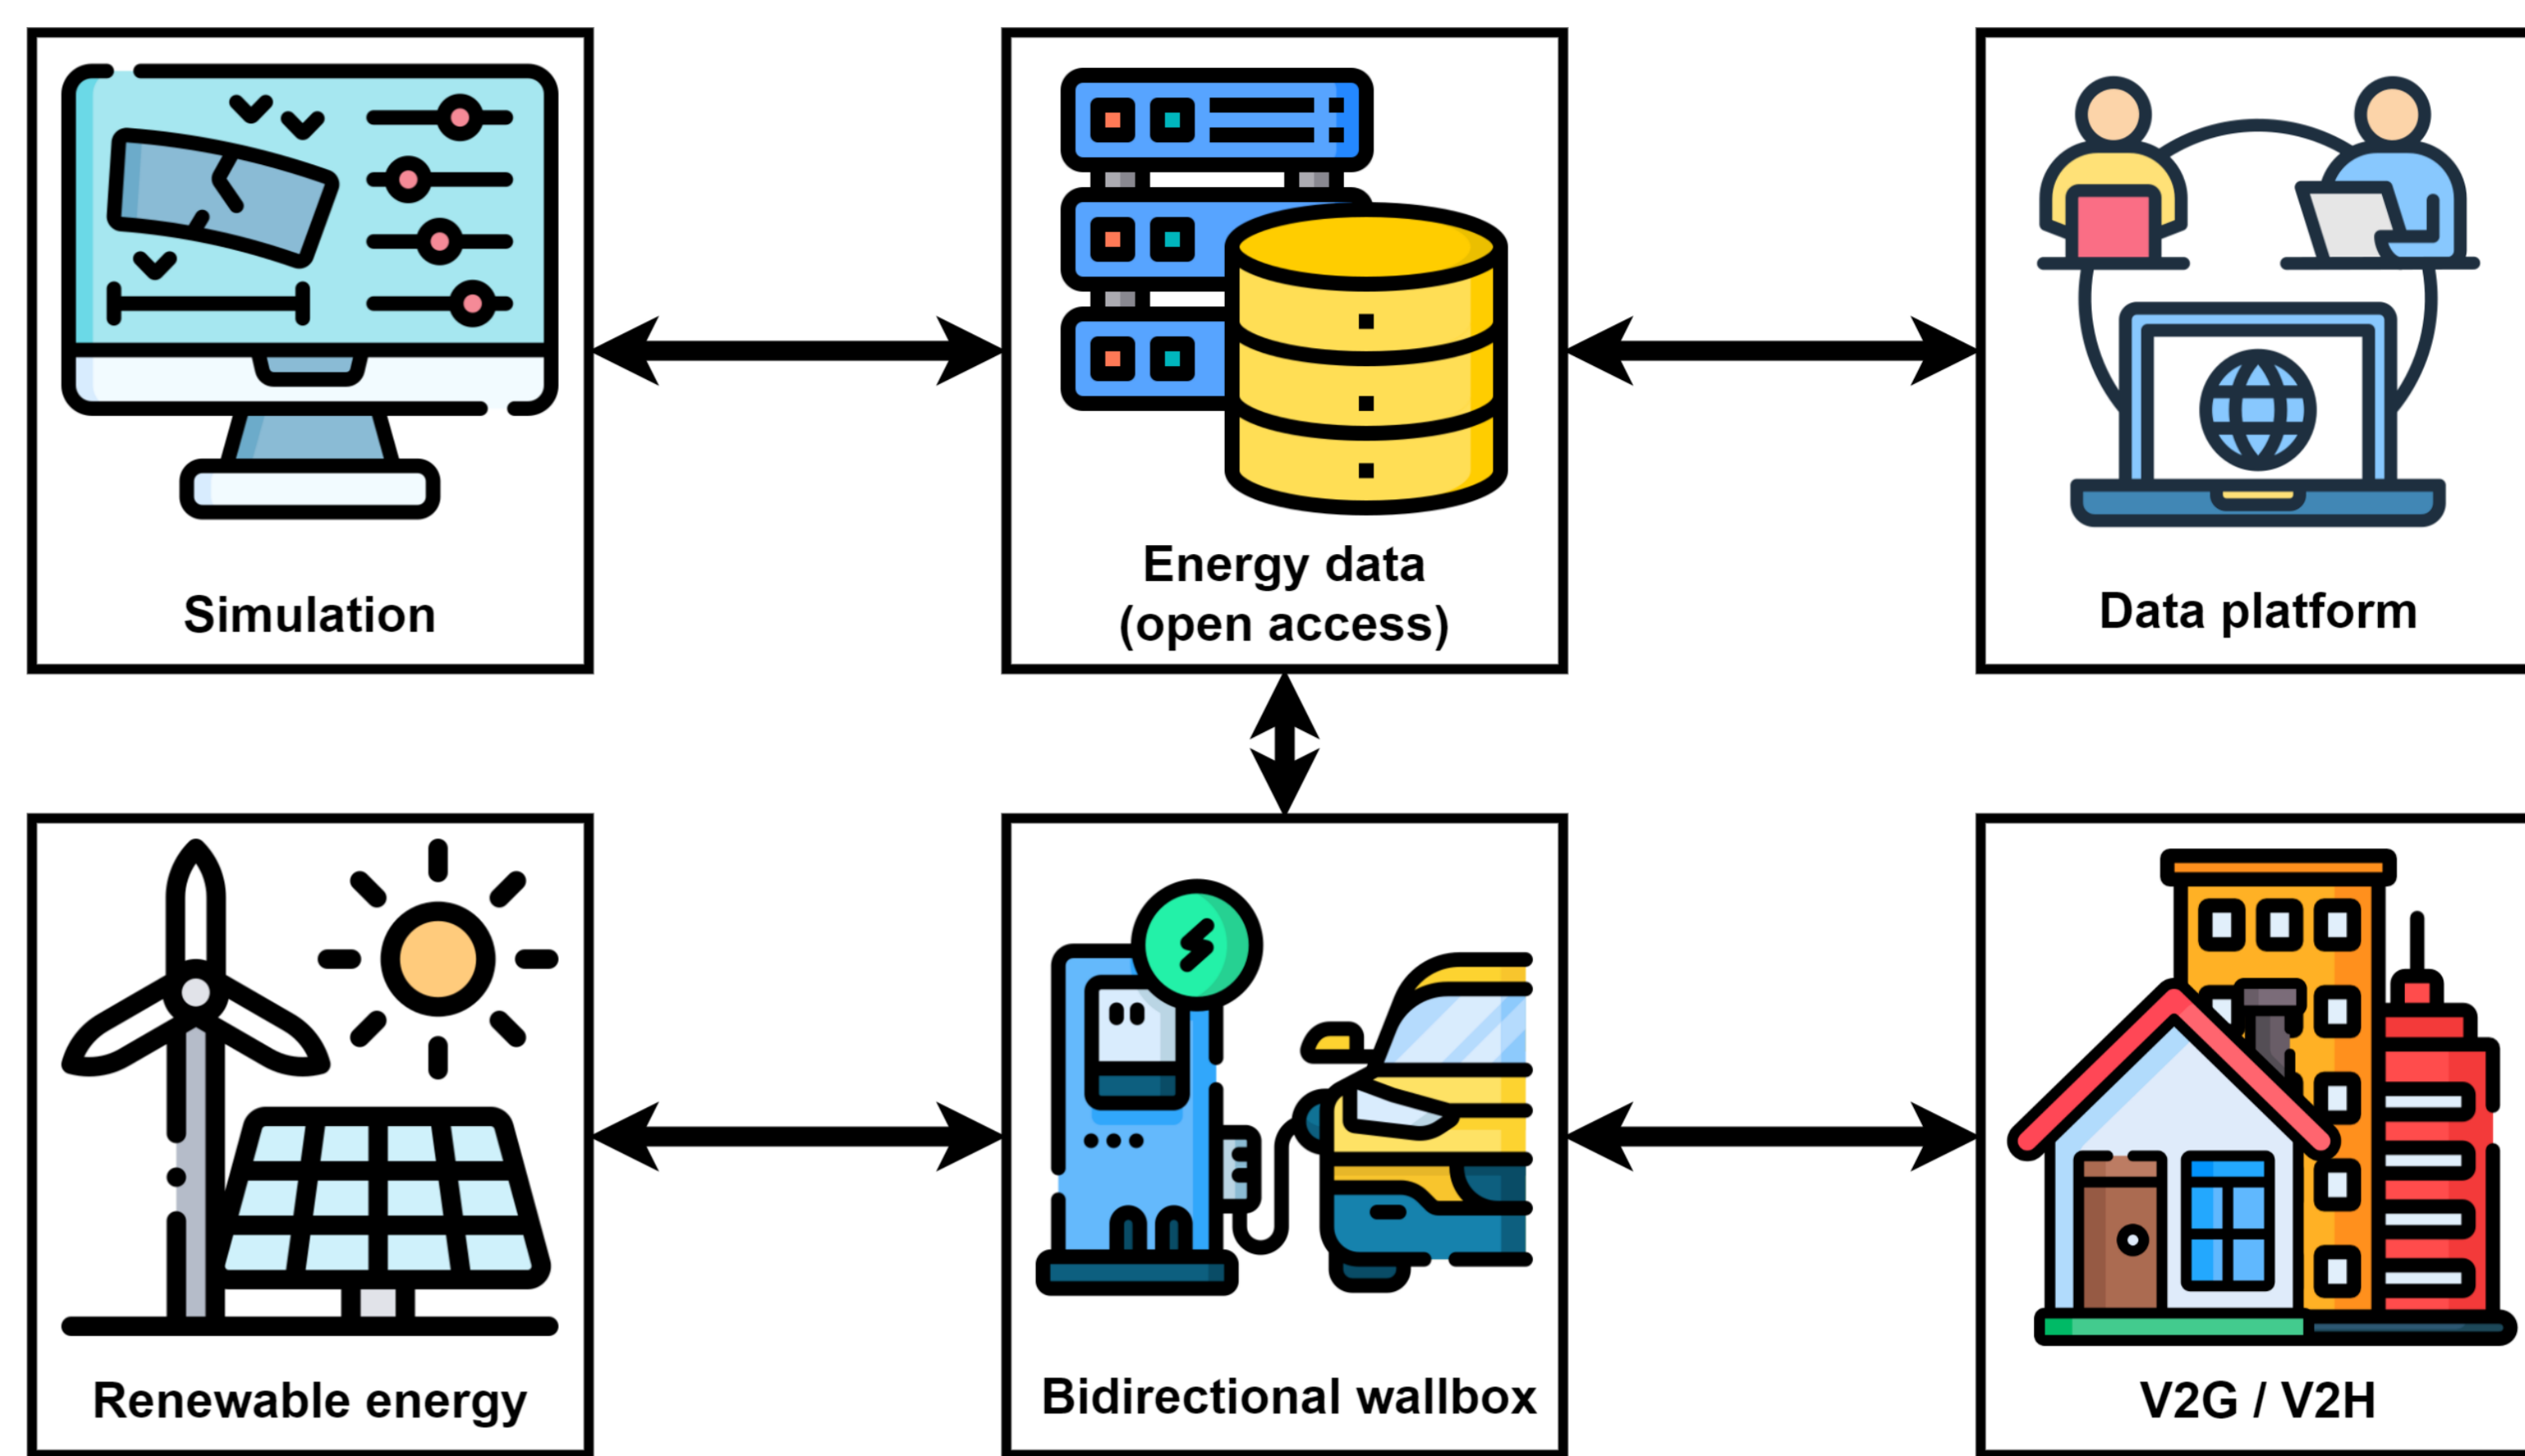 Simulation
Energy data
(open access)
Data platform
Renewable energy
Bidirectional wallbox
V2G / V2H